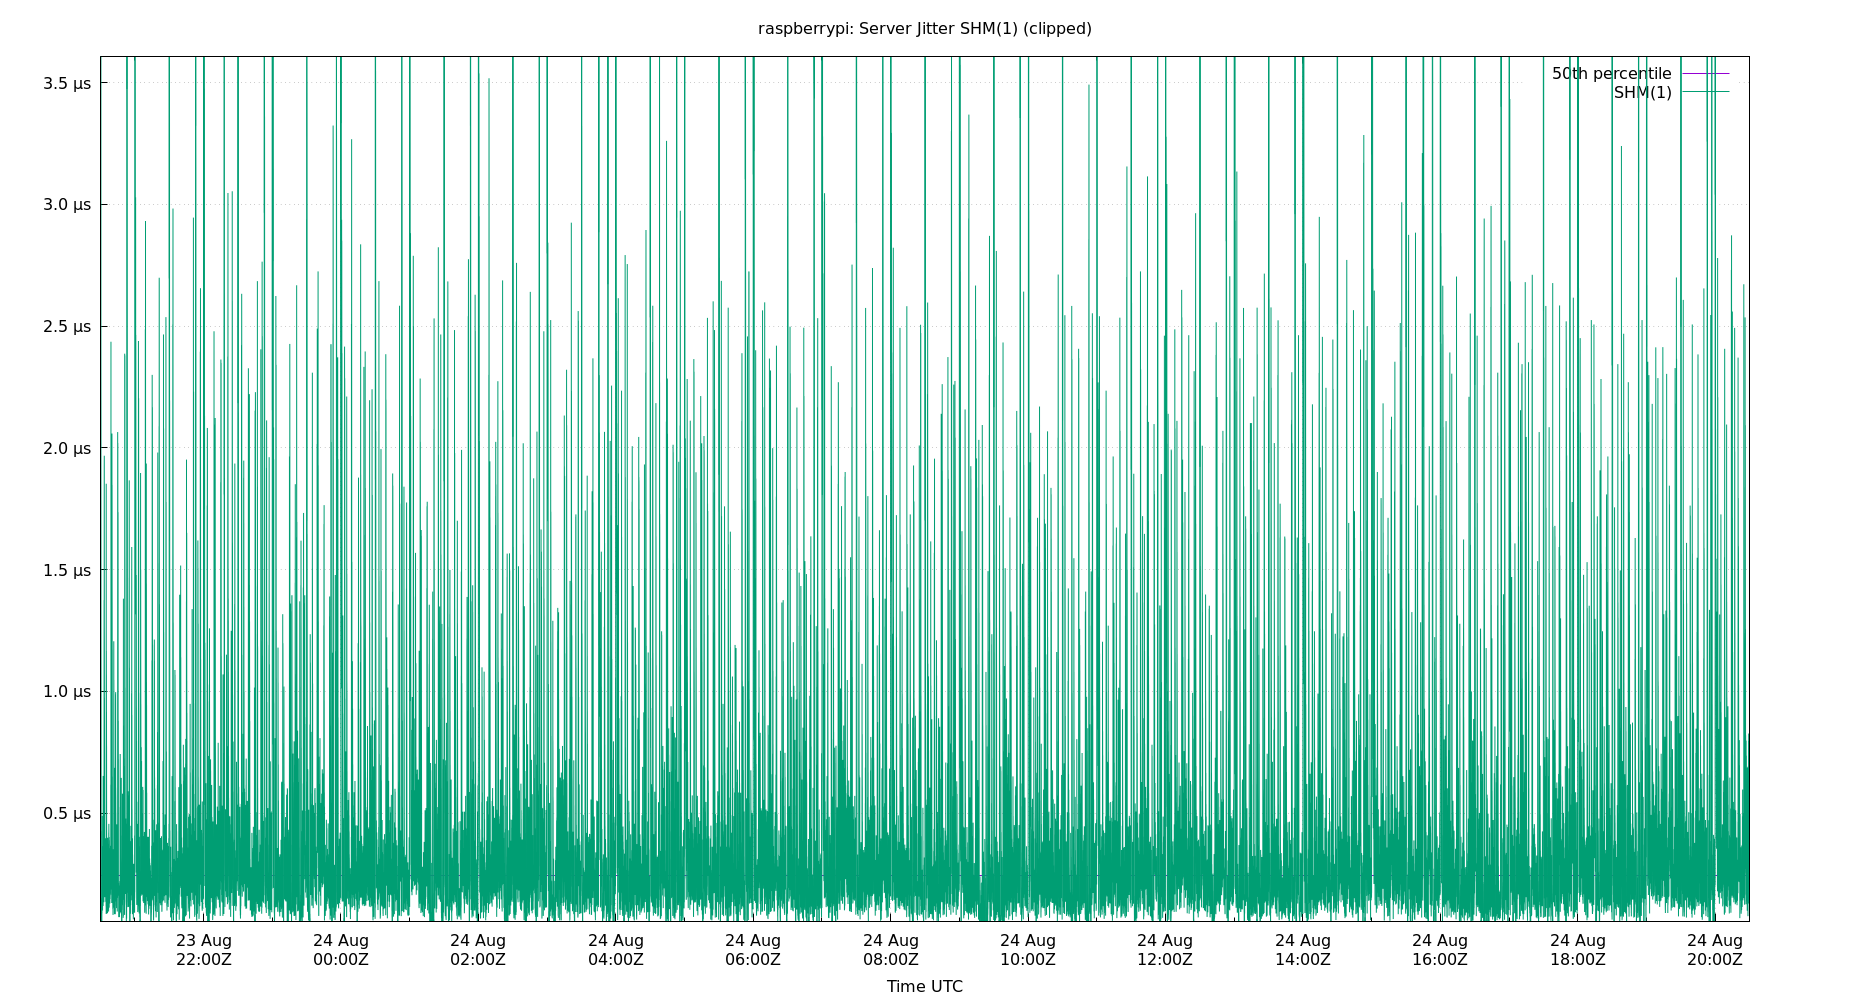 raspberrypi: Server Jitter SHM(1) (clipped)
50th percentile
SHM(1)
3.5 µs
3.0 µs
2.5 µs
2.0 µs
1.5 µs
1.0 µs
0.5 µs
23 Aug 24 Aug 24 Aug 24 Aug 24 Aug 24 Aug 24 Aug 24 Aug 24 Aug 24 Aug 24 Aug 24 Aug
22:00Z 00:00Z 02:00Z 04:00Z 06:00Z 08:00Z 10:00Z 12:00Z 14:00Z 16:00Z 18:00Z 20:00Z
Time UTC